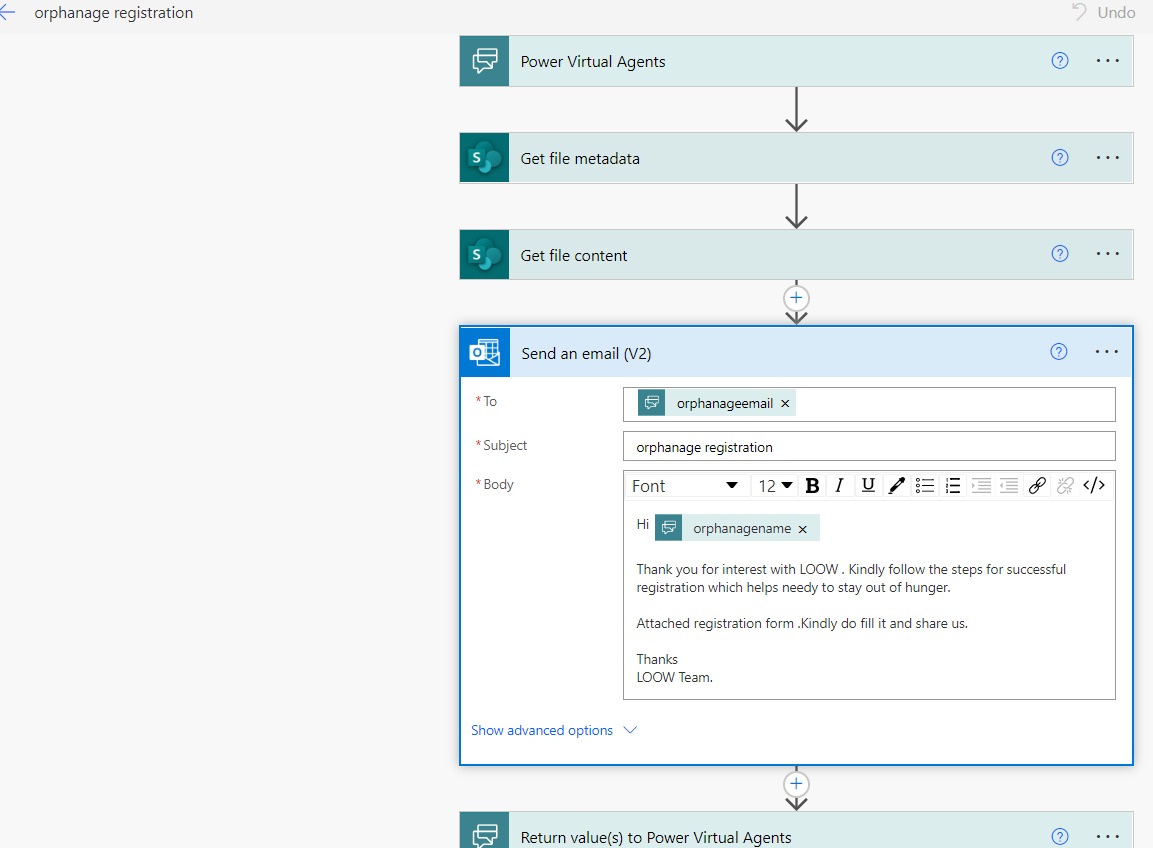 orphanage registration
Undo
Power Virtual Agents
Get file metadata
Get file content
Send an email (V2)
* To
orphanageemail ×
* Subject
orphanage registration
* Body
Font 12 B I U </>
Hi orphanagename ×
Thank you for interest with LOOW . Kindly follow the steps for successful
registration which helps needy to stay out of hunger.
Attached registration form .Kindly do fill it and share us.
Thanks
LOOW Team.
Show advanced options
Return value(s) to Power Virtual Agents